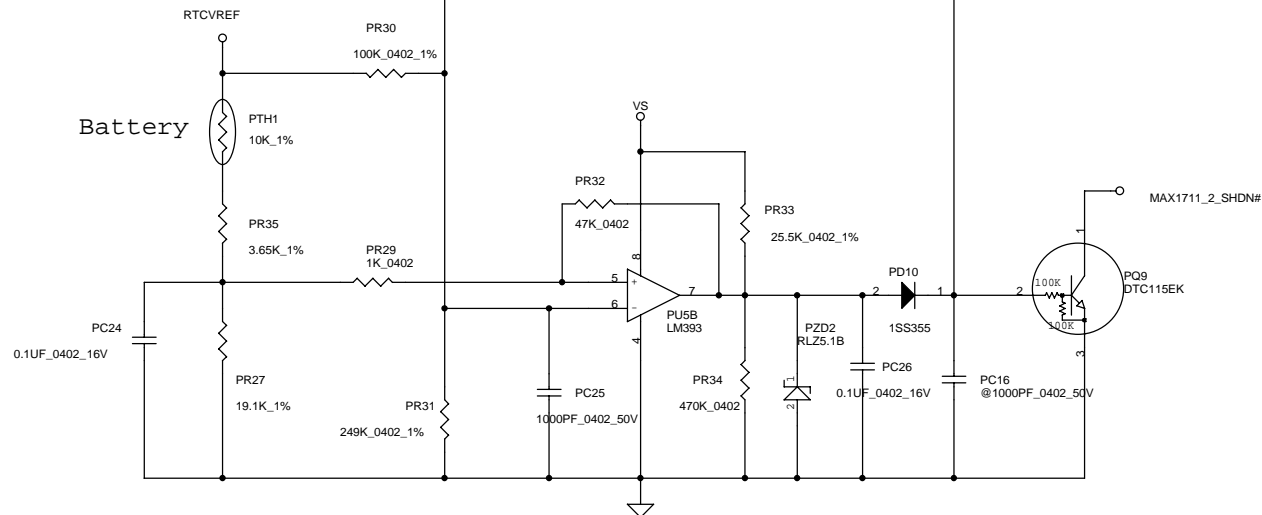 RTCVREF
PR30
100K_0402_1%
Battery
PTH1
10K_1%
VS
PR32
47K_0402
PR33
25.5K_0402_1%
PR35
3.65K_1%
PR29
1K_0402
8
5
+
6
-
7
4
PU5B
LM393
PD10
2
1
1SS355
MAX1711_2_SHDN#
1
2
3
100K
100K
PQ9
DTC115EK
PC24
0.1UF_0402_16V
PR27
19.1K_1%
PR31
249K_0402_1%
PC25
1000PF_0402_50V
PR34
470K_0402
PZD2
RLZ5.1B
1
2
PC26
0.1UF_0402_16V
PC16
@1000PF_0402_50V